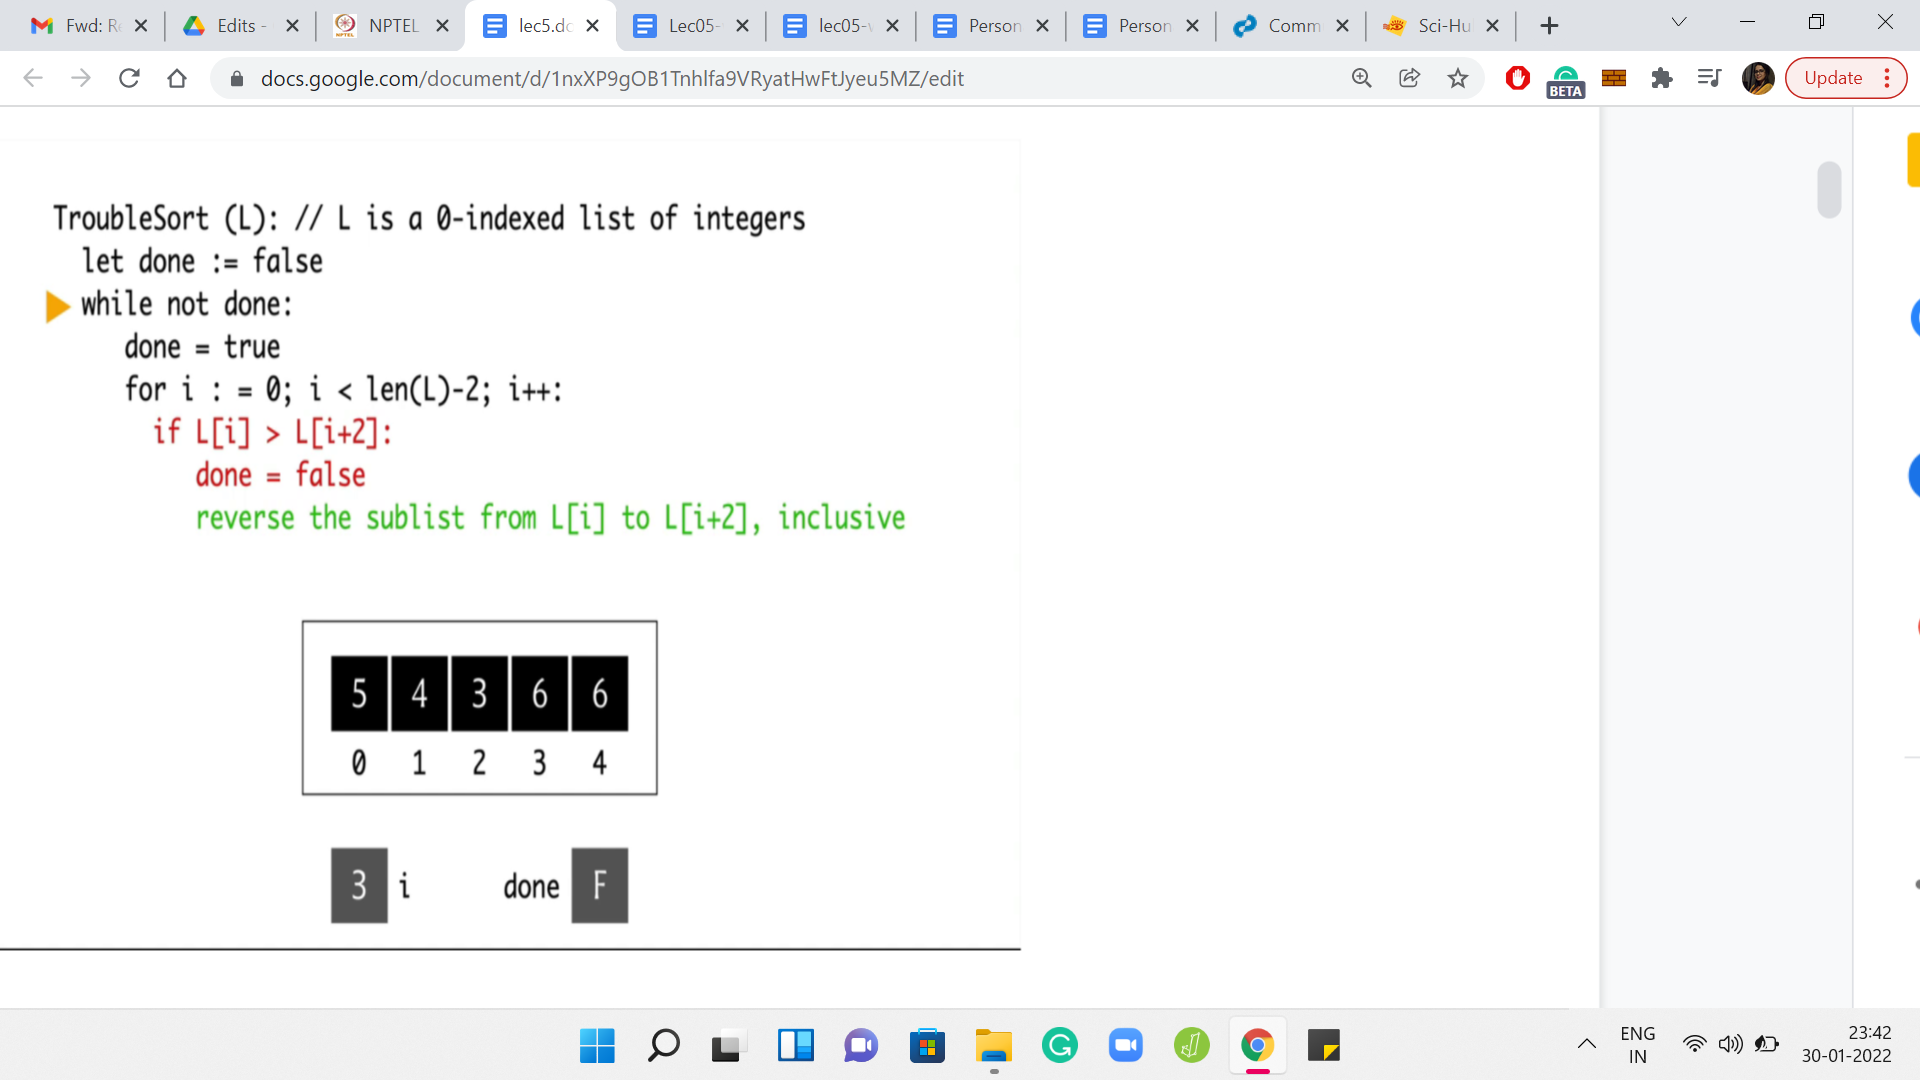 Fwd: Re
Edits -
NPTEL
lec5.do
Lec05-
lec05-v
Person
Person
Comm
Sci-Hu
docs.google.com/document/d/1nxXP9gOB1Tnhlfa9VRyatHwFtJyeu5MZ/edit
BETA
Update
TroubleSort (L): // L is a 0-indexed list of integers
let done := false
while not done:
done = true
for i : = 0; i < len(L)-2; i++:
if L[i] > L[i+2]:
done = false
reverse the sublist from L[i] to L[i+2], inclusive
5 4 3 6 6
0 1 2 3 4
3 i done F
ENG
IN
23:42
30-01-2022